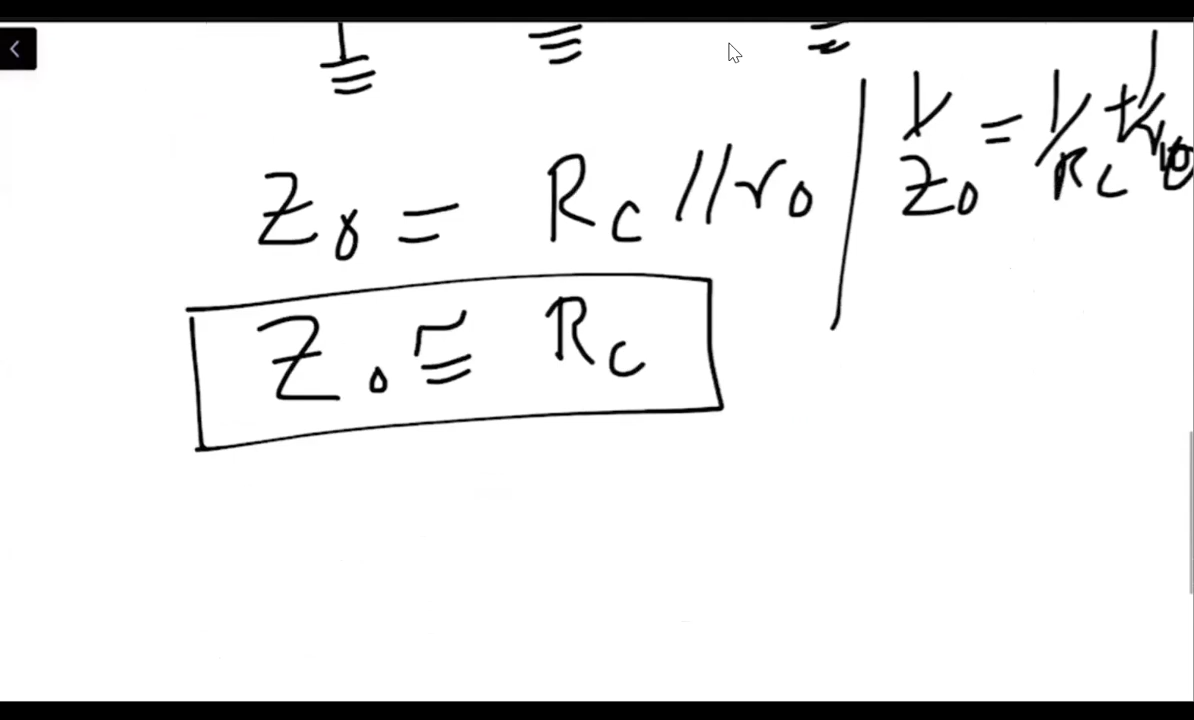 Zo = Rc // ro
1/Zo = 1/Rc + 1/ro
Zo ≅ Rc